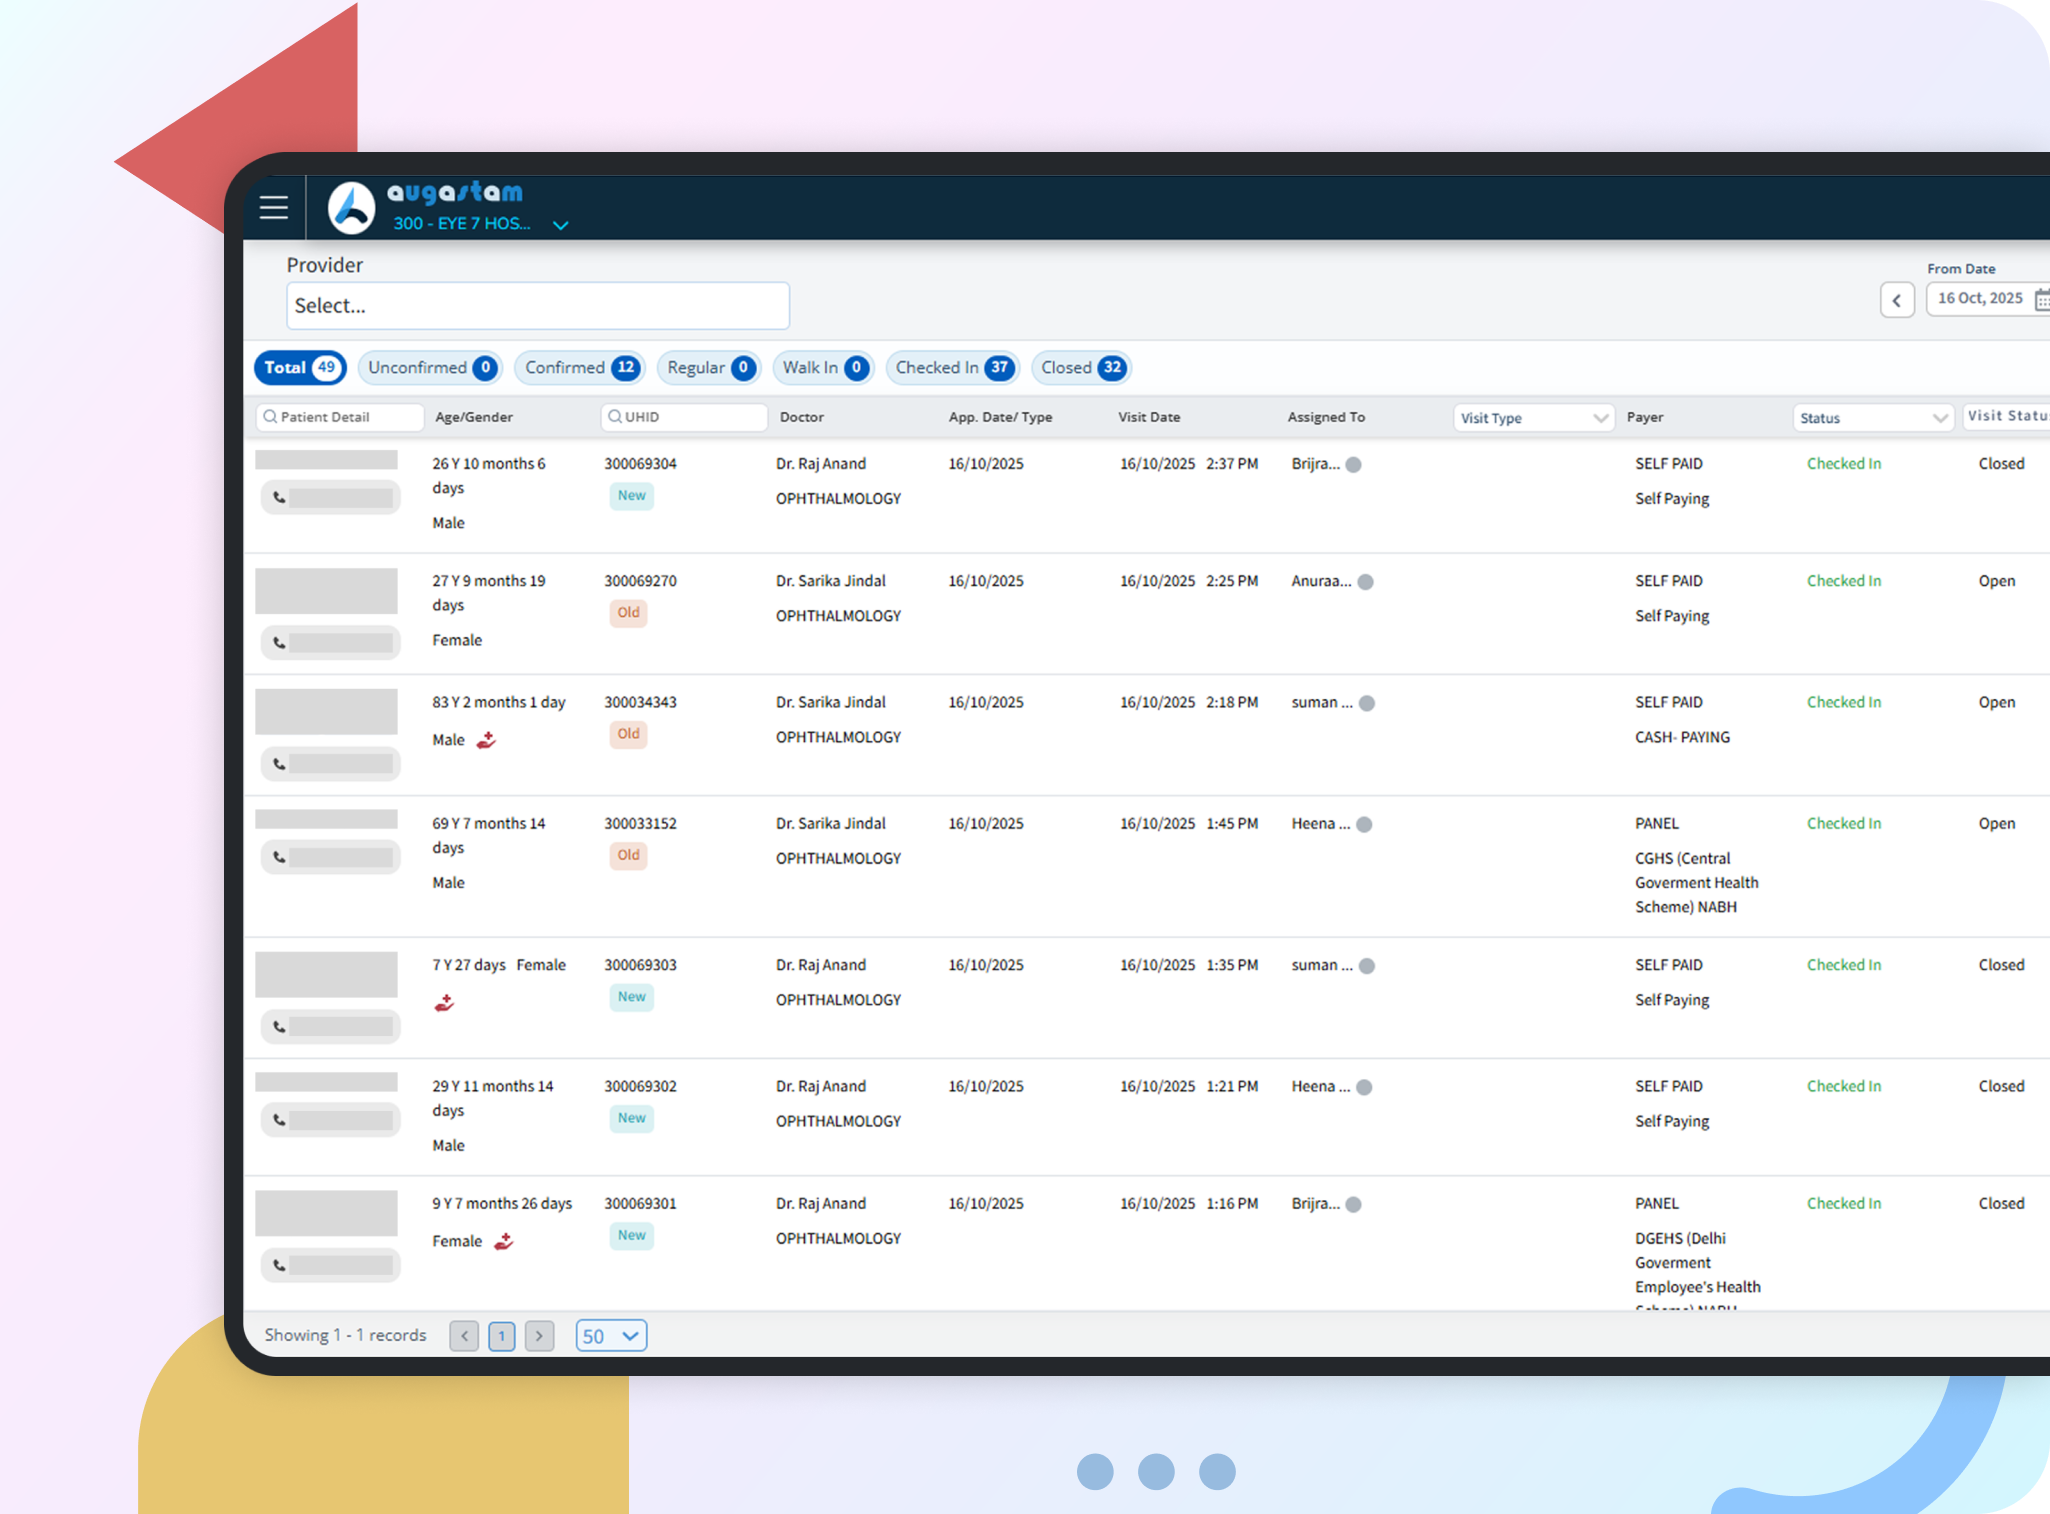 augastam
300 - EYE 7 HOS...
Provider
Select...
From Date
16 Oct, 2025
Total 49 Unconfirmed 0 Confirmed 12 Regular 0 Walk In 0 Checked In 37 Closed 32
Patient Detail Age/Gender UHID Doctor App. Date/ Type Visit Date Assigned To Visit Type Payer Status Visit Statu
26 Y 10 months 6 300069304 Dr. Raj Anand 16/10/2025 16/10/2025 2:37 PM Brijra... SELF PAID Checked In Closed
days New OPHTHALMOLOGY Self Paying
Male
27 Y 9 months 19 300069270 Dr. Sarika Jindal 16/10/2025 16/10/2025 2:25 PM Anuraa... SELF PAID Checked In Open
days Old OPHTHALMOLOGY Self Paying
Female
83 Y 2 months 1 day 300034343 Dr. Sarika Jindal 16/10/2025 16/10/2025 2:18 PM suman ... SELF PAID Checked In Open
Male Old OPHTHALMOLOGY CASH- PAYING
69 Y 7 months 14 300033152 Dr. Sarika Jindal 16/10/2025 16/10/2025 1:45 PM Heena ... PANEL Checked In Open
days Old OPHTHALMOLOGY CGHS (Central
Male Goverment Health
Scheme) NABH
7 Y 27 days Female 300069303 Dr. Raj Anand 16/10/2025 16/10/2025 1:35 PM suman ... SELF PAID Checked In Closed
New OPHTHALMOLOGY Self Paying
29 Y 11 months 14 300069302 Dr. Raj Anand 16/10/2025 16/10/2025 1:21 PM Heena ... SELF PAID Checked In Closed
days New OPHTHALMOLOGY Self Paying
Male
9 Y 7 months 26 days 300069301 Dr. Raj Anand 16/10/2025 16/10/2025 1:16 PM Brijra... PANEL Checked In Closed
Female New OPHTHALMOLOGY DGEHS (Delhi
Goverment
Employee's Health
Showing 1 - 1 records 1 50